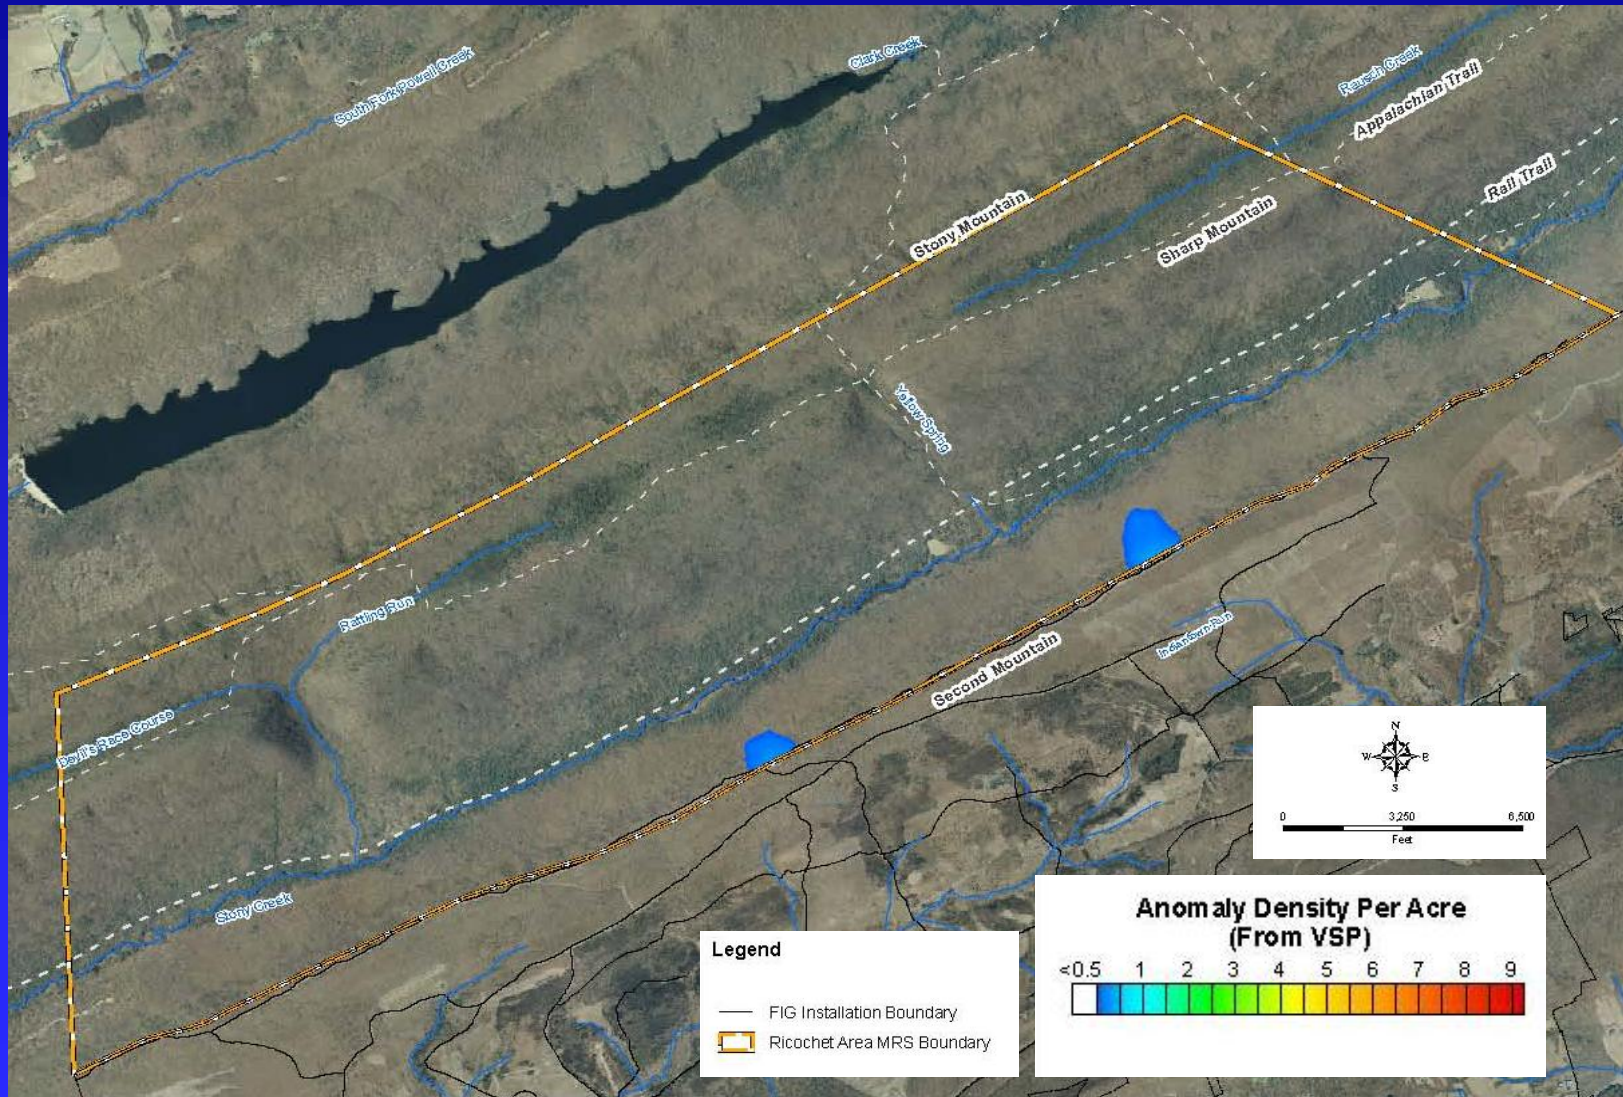 Clark Creek
South Fork Powell Creek
Rausch Creek
Appalachian Trail
Rail Trail
Stony Mountain
Sharp Mountain
Yellow Spring
Rattling Run
Indiantown Run
Second Mountain
Devil's Race Course
Stony Creek
N
W E
S
0 3,250 6,500
Feet
Anomaly Density Per Acre
(From VSP)
<0.5 1 2 3 4 5 6 7 8 9
Legend
FIG Installation Boundary
Ricochet Area MRS Boundary